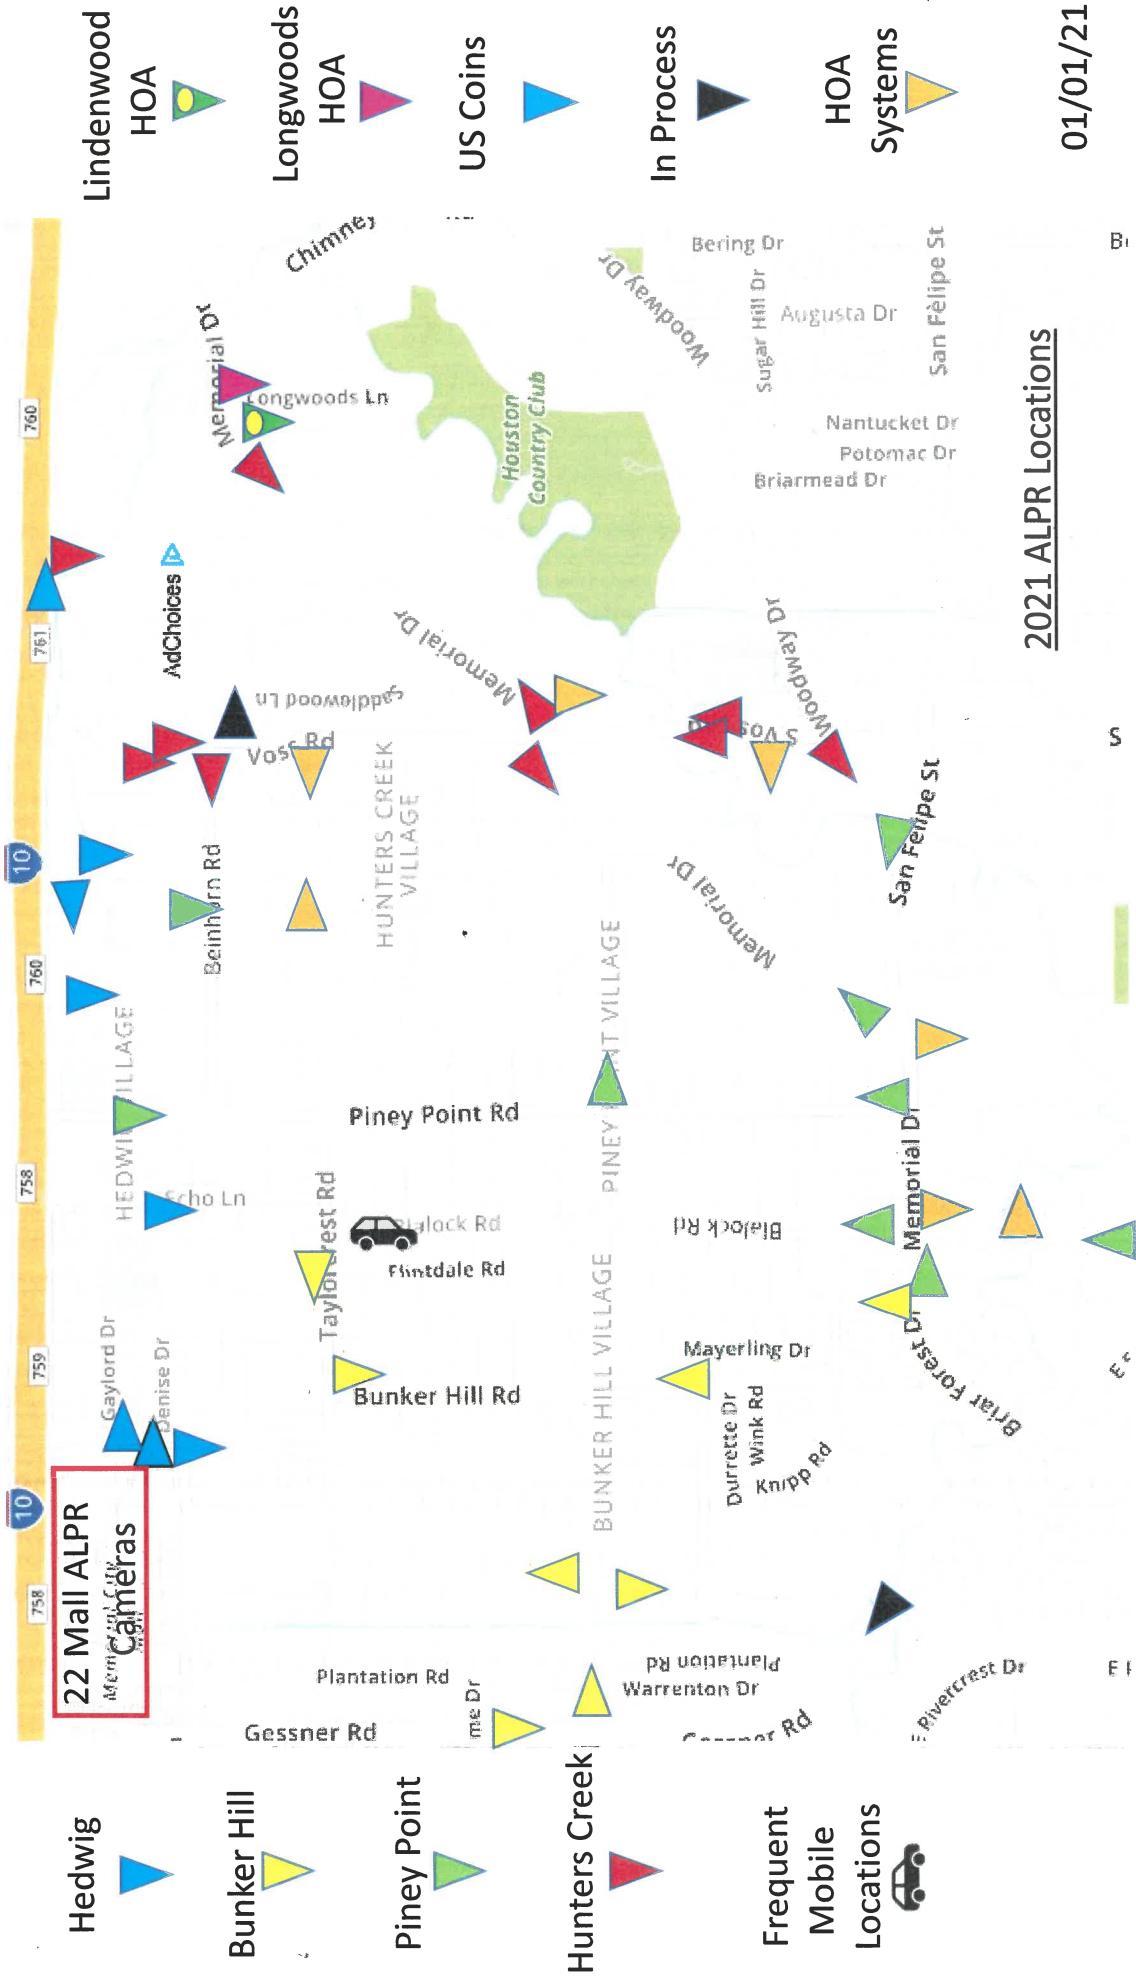 Hedwig
Bunker Hill
Piney Point
Hunters Creek
Frequent
Mobile
Locations
22 Mall ALPR
Cameras
758
10
759
758
760
10
761
760
Gaylord Dr
Denise Dr
HEDWIG VILLAGE
Echo Ln
Beinhorn Rd
Voss Rd
Saddlewood Ln
AdChoices
Memorial Dr
Longwoods Ln
Chimney
Gessner Rd
Plantation Rd
Bunker Hill Rd
Taylorcrest Rd
Blalock Rd
Flintdale Rd
Piney Point Rd
HUNTERS CREEK
VILLAGE
Memorial Dr
Houston
Country Club
me Dr
BUNKER HILL VILLAGE
PINEY POINT VILLAGE
Warrenton Dr
Plantation Rd
Gessner Rd
Durrette Dr
Wink Rd
Knipp Rd
Mayerling Dr
Blalock Rd
Memorial Dr
S Voss Rd
Woodway Dr
Woodway Dr
Bering Dr
Sugar Hill Dr
Augusta Dr
San Felipe St
Nantucket Dr
Potomac Dr
Briarmead Dr
E Rivercrest Dr
Briar Forest Dr
Memorial Dr
San Felipe St
2021 ALPR Locations
S
Lindenwood
HOA
Longwoods
HOA
US Coins
In Process
HOA
Systems
01/01/21